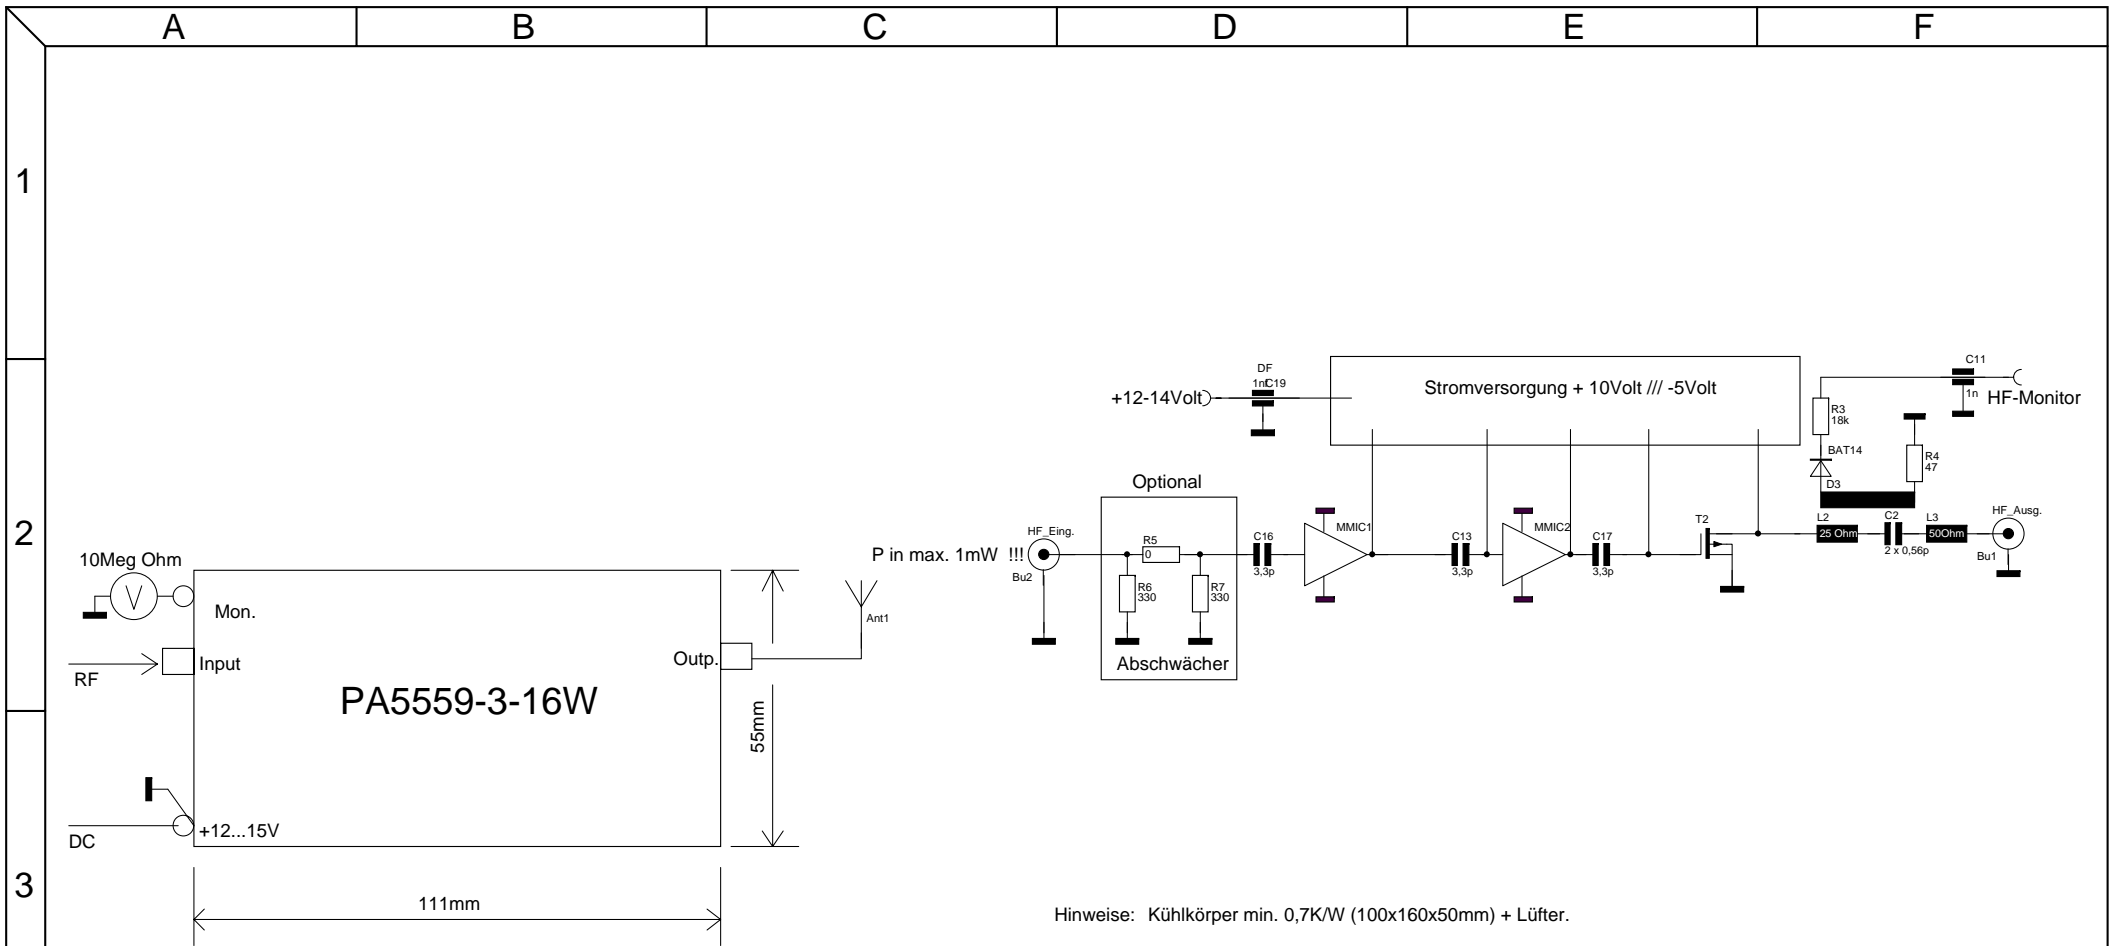 A B C D E F
1
2
3
10Meg Ohm
V
Mon.
Input
RF
PA5559-3-16W
Outp.
Ant1
+12...15V
DC
55mm
111mm
+12-14Volt
DF
1n
C19
Stromversorgung + 10Volt /// -5Volt
C11
1n
HF-Monitor
R3
18k
BAT14
D3
R4
47
Optional
P in max. 1mW !!!
HF_Eing.
Bu2
R5
0
R6
330
R7
330
Abschwächer
C16
3,3p
MMIC1
C13
3,3p
MMIC2
C17
3,3p
T2
L2
25 Ohm
C2
2 x 0,56p
L3
50Ohm
HF_Ausg.
Bu1
Hinweise: Kühlkörper min. 0,7K/W (100x160x50mm) + Lüfter.